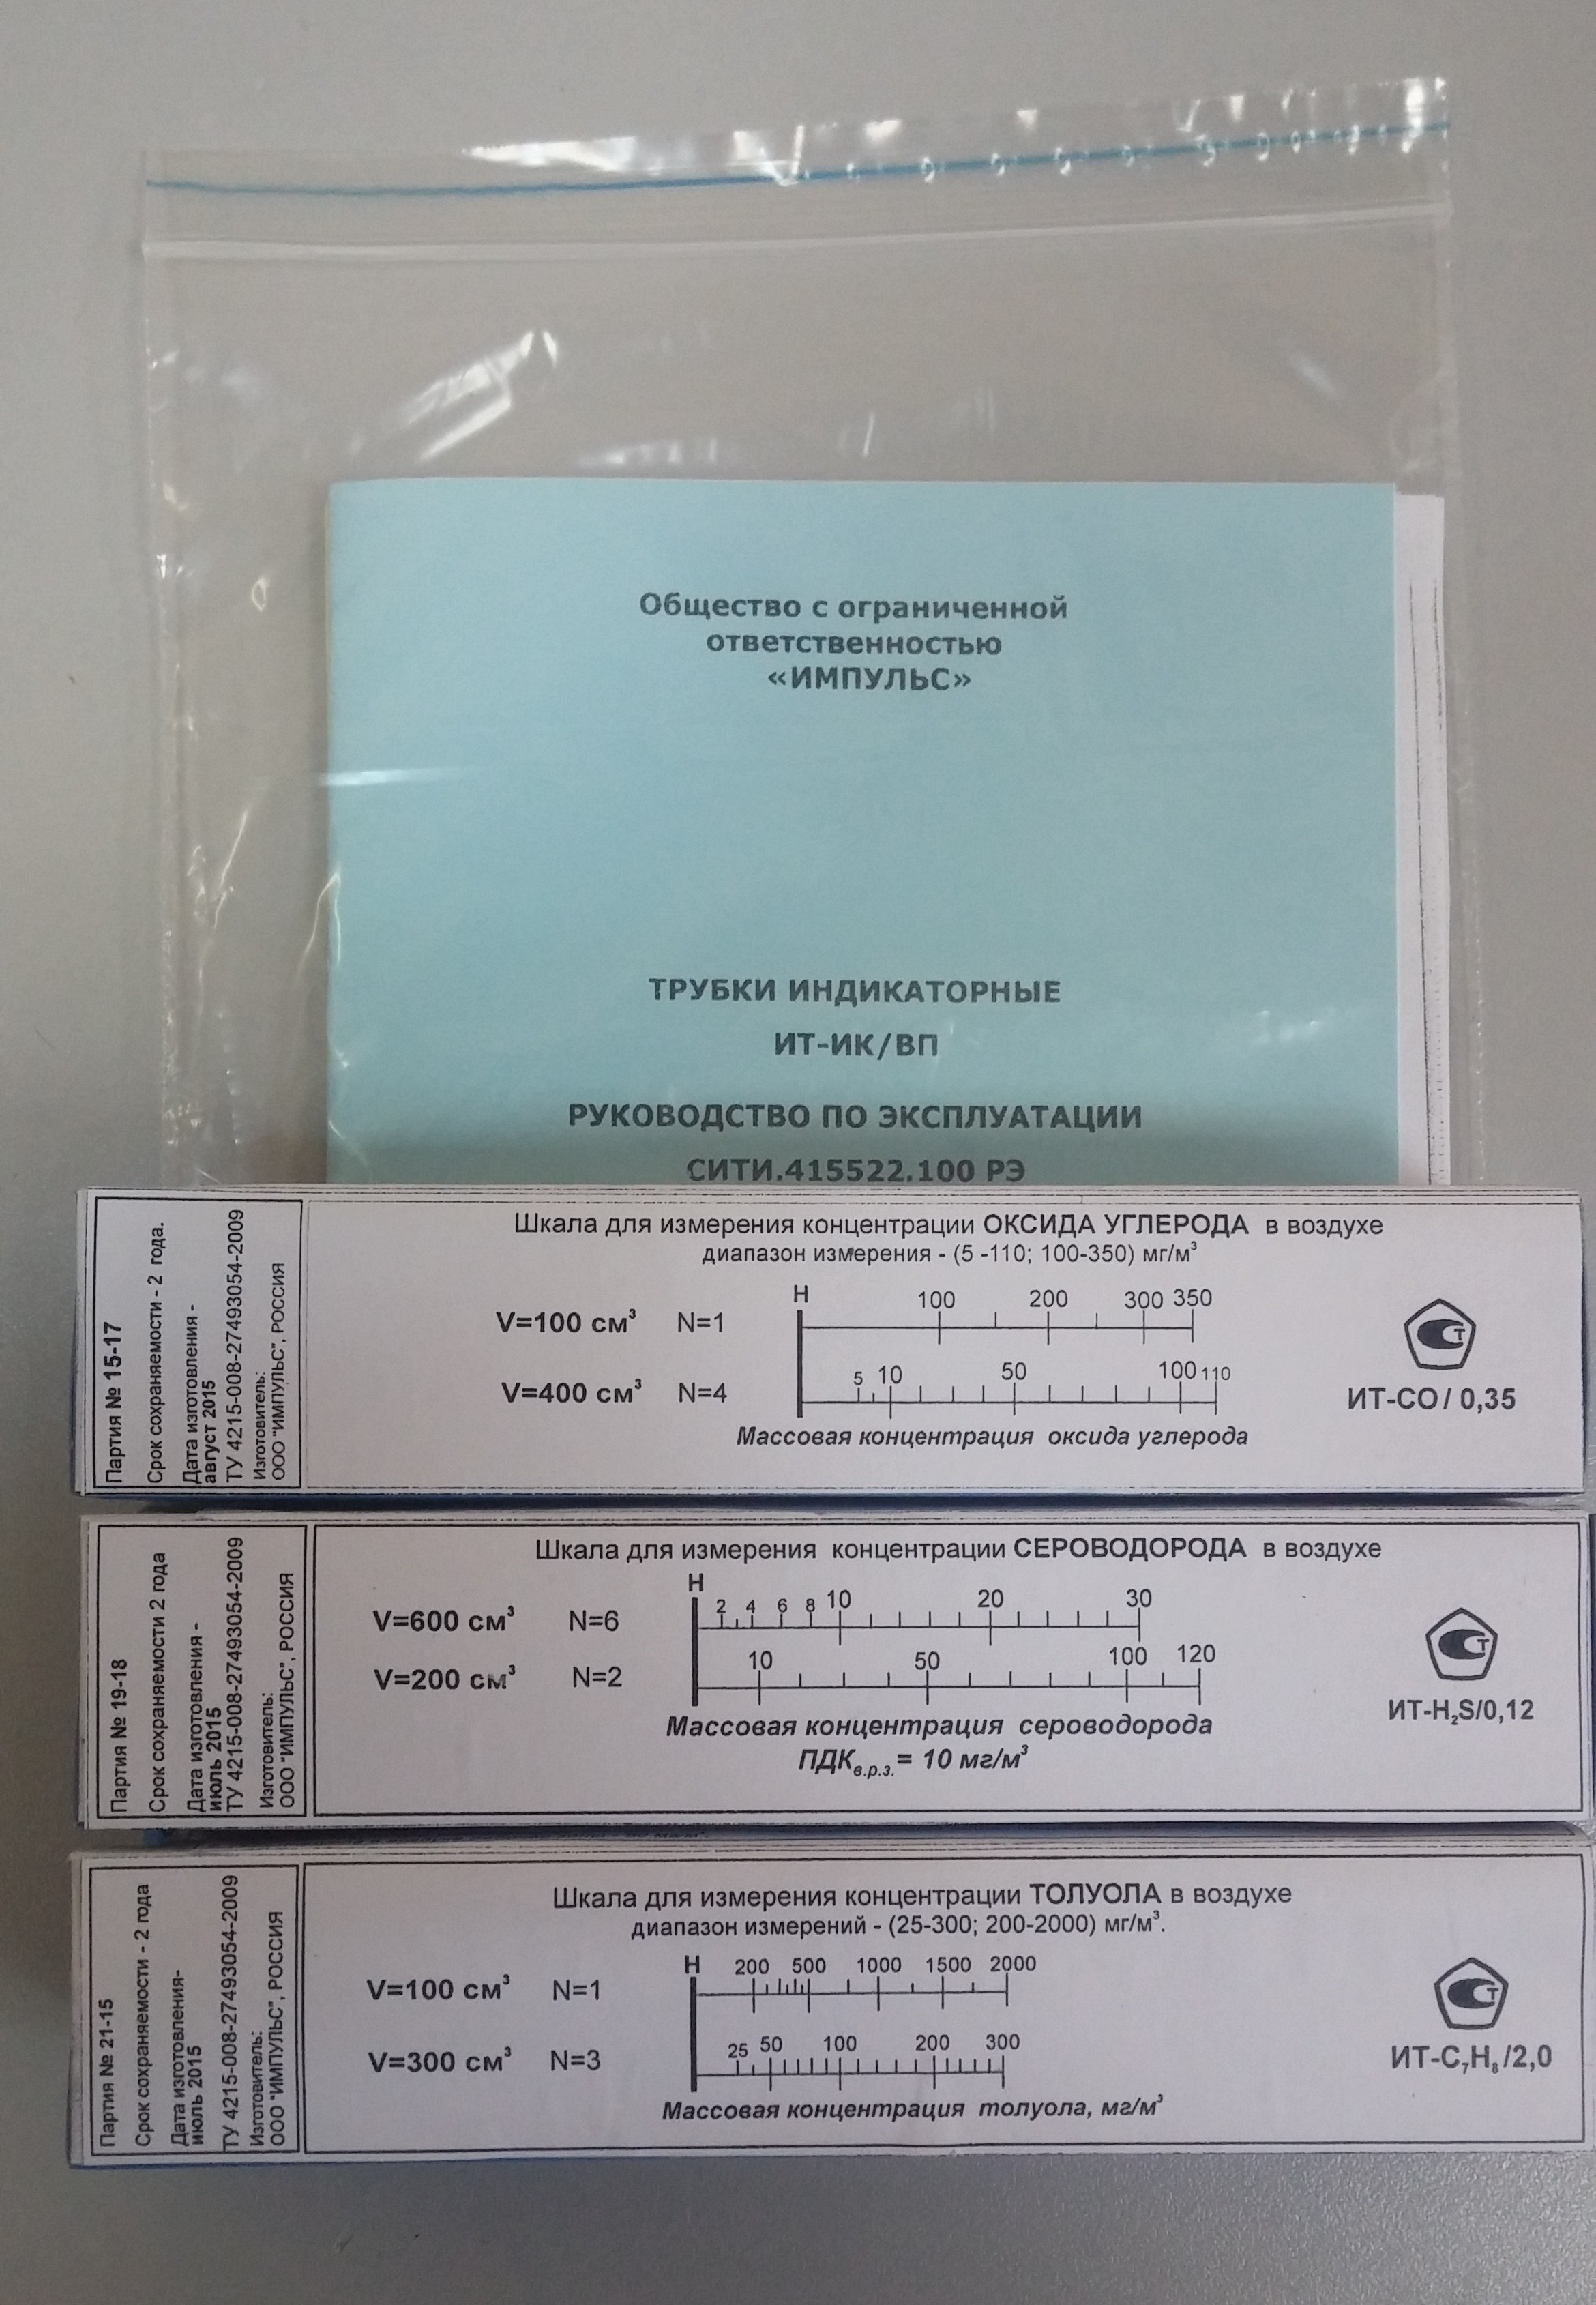 Общество с ограниченной
ответственностью
«ИМПУЛЬС»
ТРУБКИ ИНДИКАТОРНЫЕ
ИТ-ИК/ВП
РУКОВОДСТВО ПО ЭКСПЛУАТАЦИИ
СИТИ.415522.100 РЭ
Партия № 15-17
Срок сохраняемости - 2 года.
Дата изготовления -
август 2015
ТУ 4215-008-27493054-2009
Изготовитель:
ООО "ИМПУЛЬС", РОССИЯ
Шкала для измерения концентрации ОКСИДА УГЛЕРОДА в воздухе
диапазон измерения - (5 -110; 100-350) мг/м³
Н 100 200 300 350
V=100 см³ N=1
5 10 50 100 110
V=400 см³ N=4
Массовая концентрация оксида углерода
СТ
ИТ-СО/ 0,35
Партия № 19-18
Срок сохраняемости 2 года
Дата изготовления -
июль 2015
ТУ 4215-008-27493054-2009
Изготовитель:
ООО "ИМПУЛЬС", РОССИЯ
Шкала для измерения концентрации СЕРОВОДОРОДА в воздухе
Н
2 4 6 8 10 20 30
V=600 см³ N=6
10 50 100 120
V=200 см³ N=2
Массовая концентрация сероводорода
ПДКв.р.з.= 10 мг/м³
СТ
ИТ-H₂S/0,12
Партия № 21-15
Срок сохраняемости - 2 года
Дата изготовления-
июль 2015
ТУ 4215-008-27493054-2009
Изготовитель:
ООО "ИМПУЛЬС", РОССИЯ
Шкала для измерения концентрации ТОЛУОЛА в воздухе
диапазон измерений - (25-300; 200-2000) мг/м³.
Н 200 500 1000 1500 2000
V=100 см³ N=1
25 50 100 200 300
V=300 см³ N=3
Массовая концентрация толуола, мг/м³
СТ
ИТ-C₇H₈/2,0